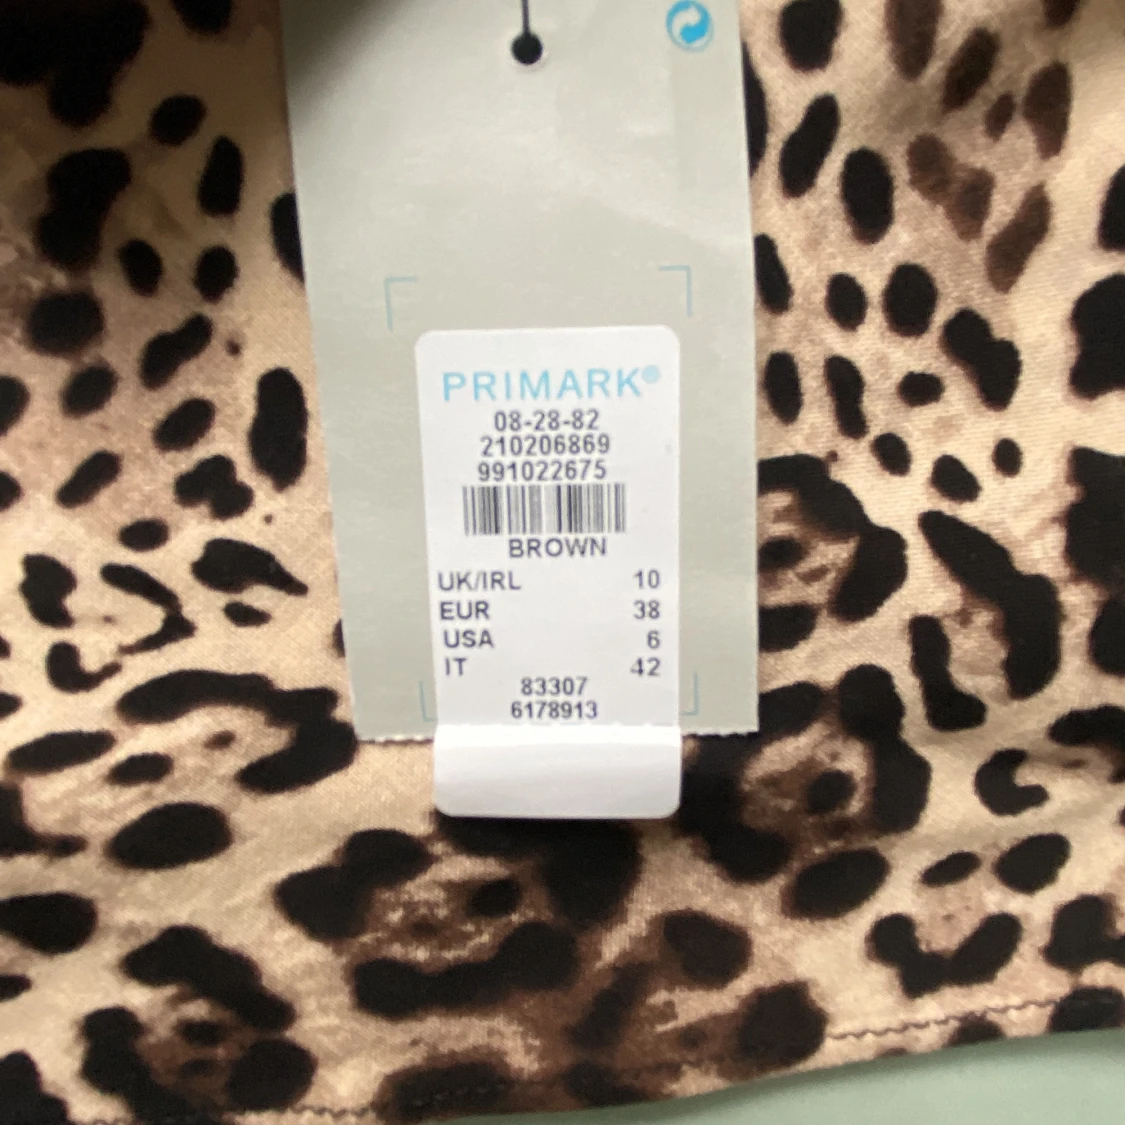 PRIMARK®
08-28-82
210206869
991022675
BROWN
UK/IRL 10
EUR 38
USA 6
IT 42
83307
6178913